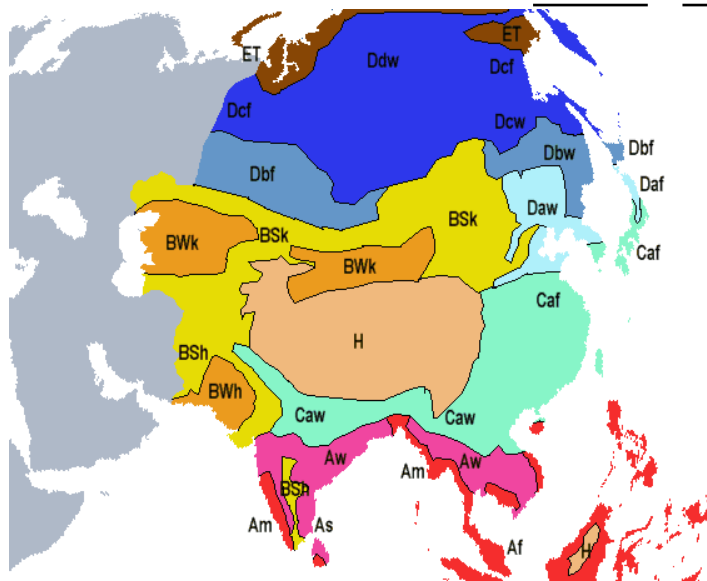 ET
ET
Ddw
Dcf
Dcf
Dcw
Dbf
Dbw
Dbf
Daf
Daw
BSk
BSk
BWk
BWk
Caf
Caf
H
BSh
BWh
Caw
Caw
Aw
Aw
Am
BSh
Am
As
Af
H